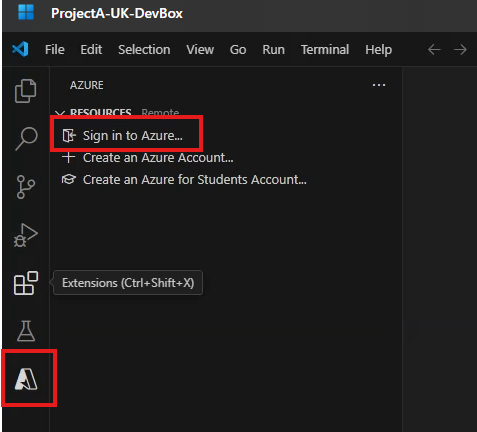 ProjectA-UK-DevBox
File Edit Selection View Go Run Terminal Help
AZURE
RESOURCES Remote
Sign in to Azure...
Create an Azure Account...
Create an Azure for Students Account...
Extensions (Ctrl+Shift+X)